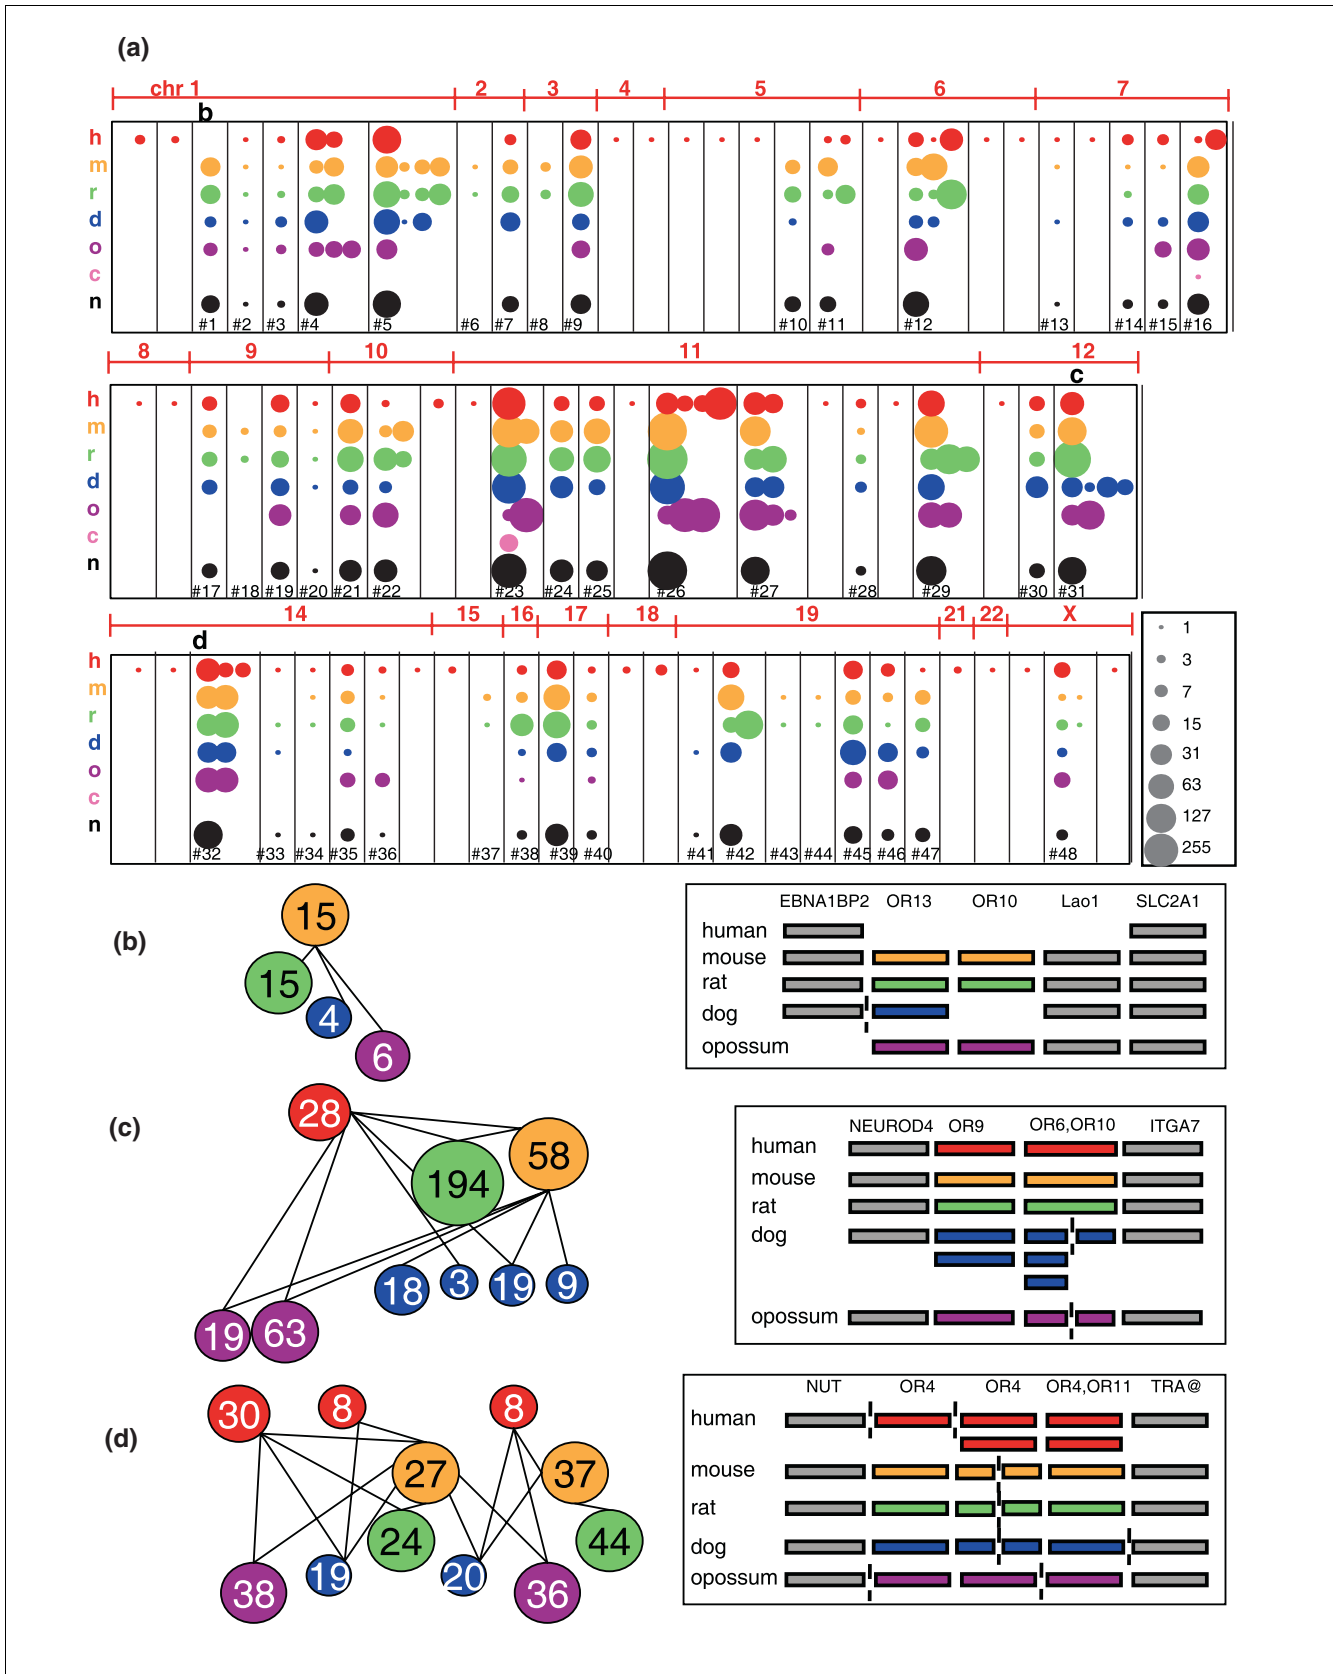 (a)
chr 1 2 3 4 5 6 7
b
h
m
r
d
o
c
n
#1 #2 #3 #4 #5 #6 #7 #8 #9 #10 #11 #12 #13 #14 #15 #16
8 9 10 11 12
c
h
m
r
d
o
c
n
#17 #18 #19 #20 #21 #22 #23 #24 #25 #26 #27 #28 #29 #30 #31
14 15 16 17 18 19 21 22 X
d
h
m
r
d
o
c
n
#32 #33 #34 #35 #36 #37 #38 #39 #40 #41 #42 #43 #44 #45 #46 #47 #48
1
3
7
15
31
63
127
255
(b)
15
15
4
6
EBNA1BP2 OR13 OR10 Lao1 SLC2A1
human
mouse
rat
dog
opossum
(c)
28
58
194
18 3 19 9
19 63
NEUROD4 OR9 OR6,OR10 ITGA7
human
mouse
rat
dog
opossum
(d)
30 8 8
27 37
24 44
19 20
38 36
NUT OR4 OR4 OR4,OR11 TRA@
human
mouse
rat
dog
opossum